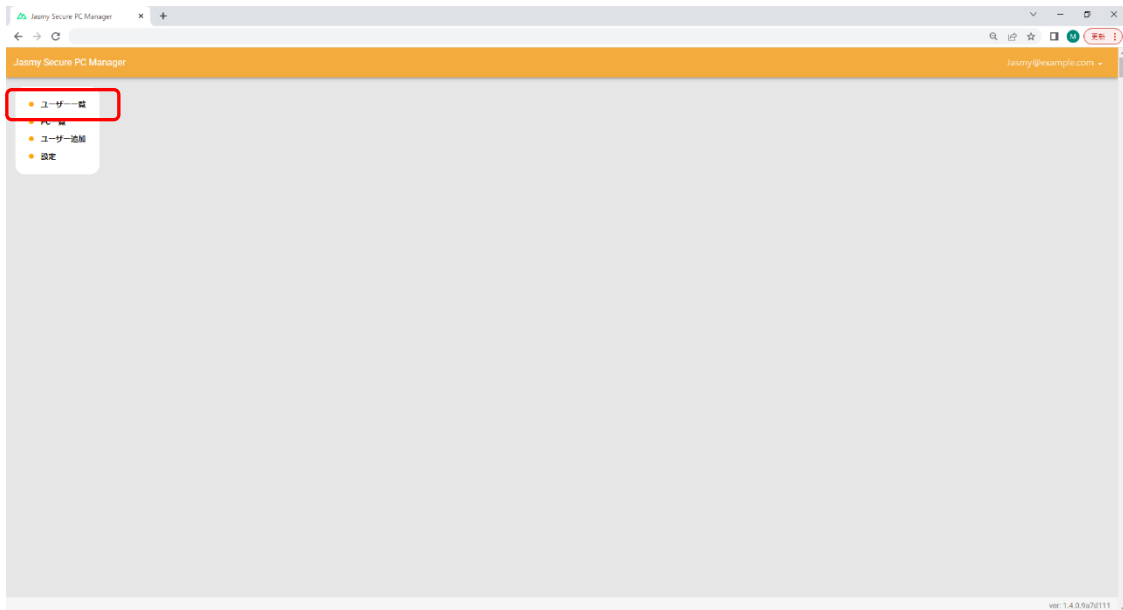 Jasmy Secure PC Manager
M
更新
Jasmy Secure PC Manager
Jasmy@example.com
ユーザー一覧
PC一覧
ユーザー追加
設定
ver: 1.4.0.9a7d111